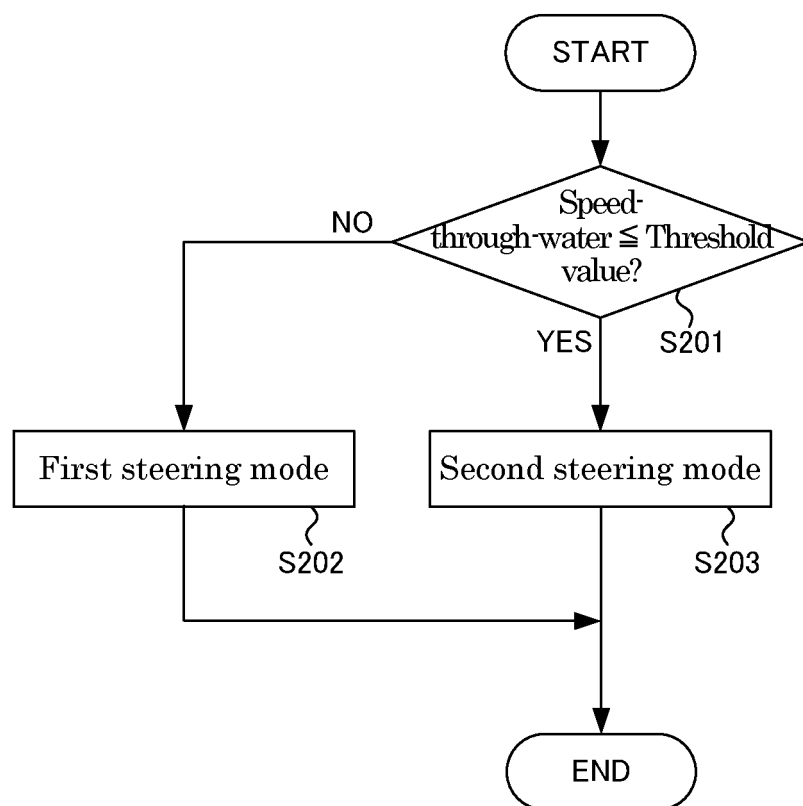 START
Speed-
through-water ≦ Threshold
value?
NO
S201
YES
First steering mode
Second steering mode
S202
S203
END